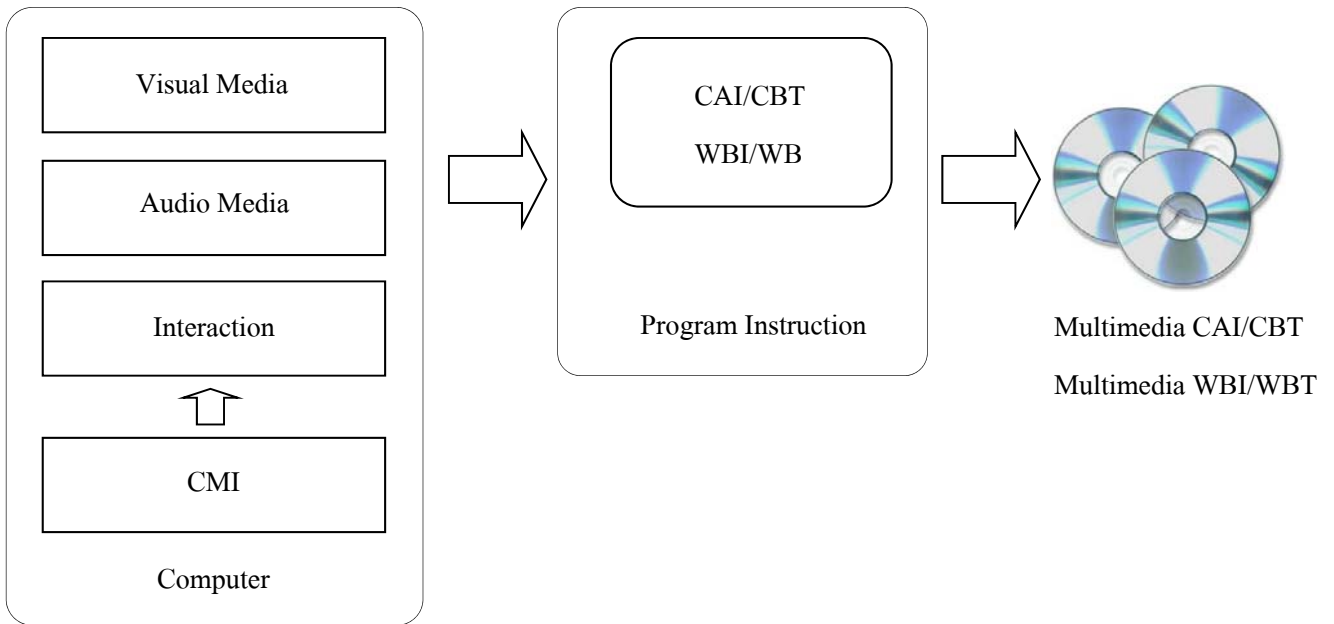 Visual Media
Audio Media
Interaction
CMI
Computer
CAI/CBT
WBI/WB
Program Instruction
Multimedia CAI/CBT
Multimedia WBI/WBT